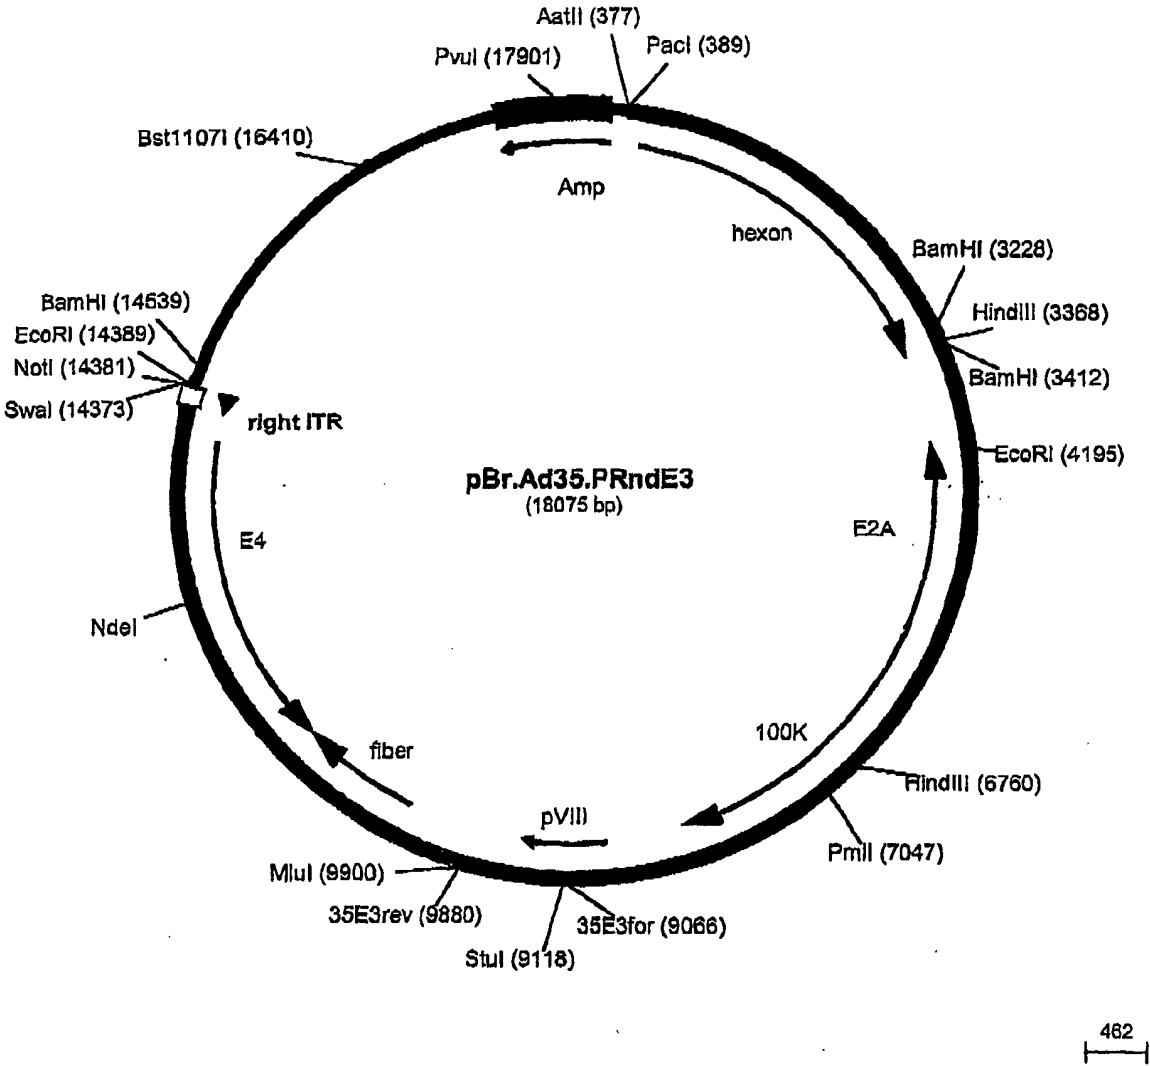 AatII (377)
PvuI (17901)
PacI (389)
Bst1107I (16410)
Amp
hexon
BamHI (3228)
HindIII (3368)
BamHI (3412)
BamHI (14539)
EcoRI (14389)
NotI (14381)
SwaI (14373)
right ITR
EcoRI (4195)
pBr.Ad35.PRndE3
(18075 bp)
E2A
E4
NdeI
100K
fiber
HindIII (6760)
pVIII
PmlI (7047)
MluI (9900)
35E3rev (9880)
35E3for (9066)
StuI (9118)
462